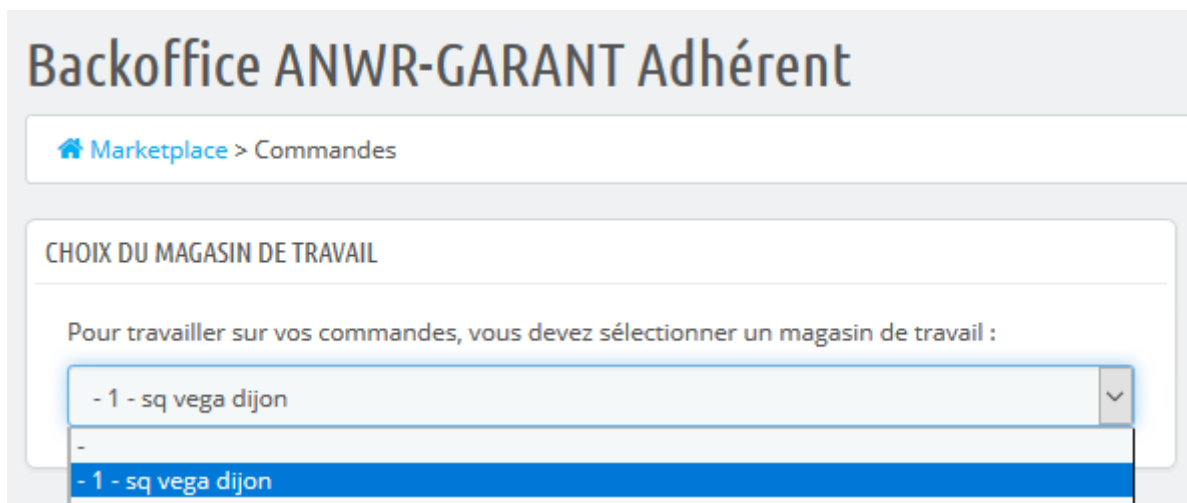 Backoffice ANWR-GARANT Adhérent
Marketplace > Commandes
CHOIX DU MAGASIN DE TRAVAIL
Pour travailler sur vos commandes, vous devez sélectionner un magasin de travail :
- 1 - sq vega dijon
-
- 1 - sq vega dijon